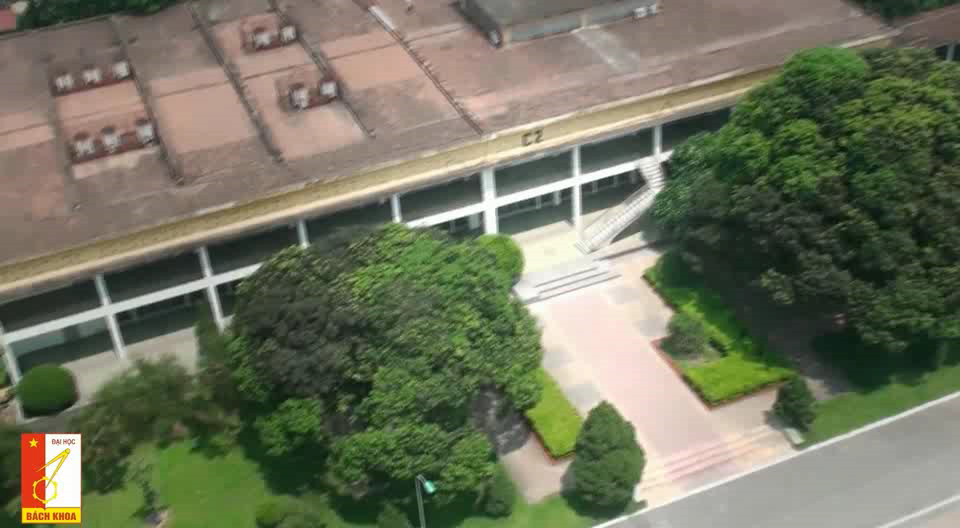 C2
ĐẠI HỌC
BÁCH KHOA